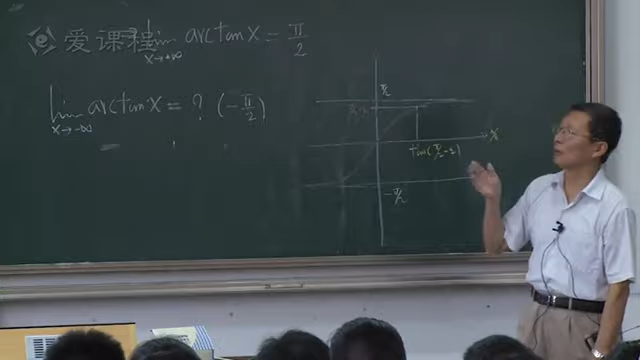 爱课程
lim arctan x = π/2
x→+∞
lim arctan x = ? (-π/2)
x→-∞
π/2
x
tan(π/2-ε)
-π/2